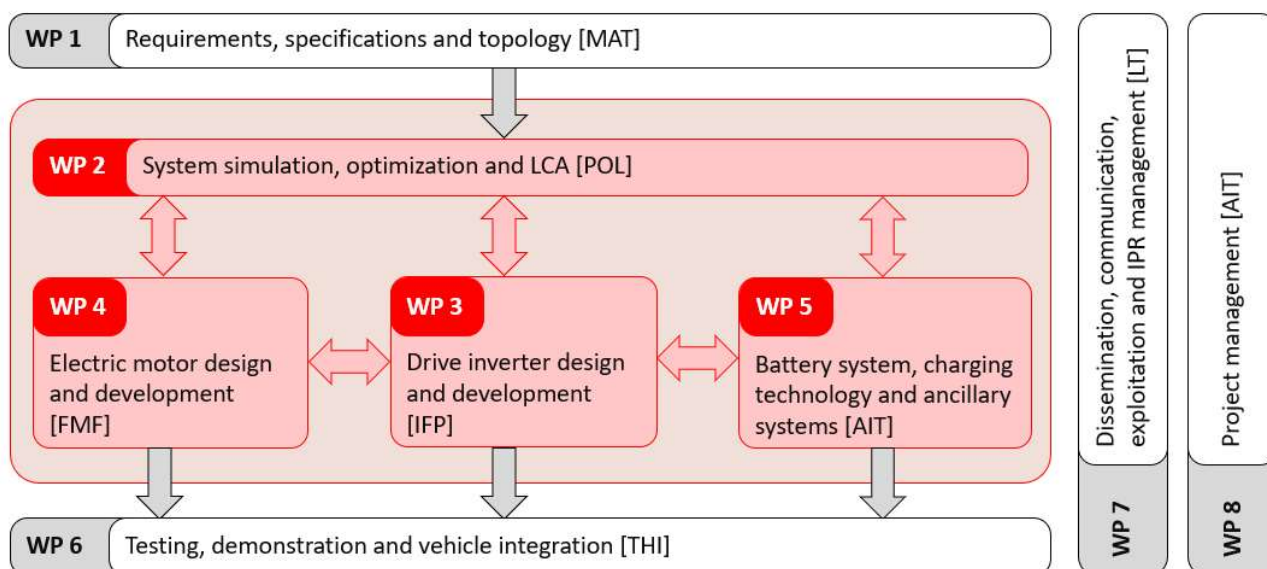 WP 1
Requirements, specifications and topology [MAT]
WP 2
System simulation, optimization and LCA [POL]
WP 4
Electric motor design
and development
[FMF]
WP 3
Drive inverter design
and development
[IFP]
WP 5
Battery system, charging
technology and ancillary
systems [AIT]
WP 6
Testing, demonstration and vehicle integration [THI]
WP 7
Dissemination, communication,
exploitation and IPR management [LT]
WP 8
Project management [AIT]